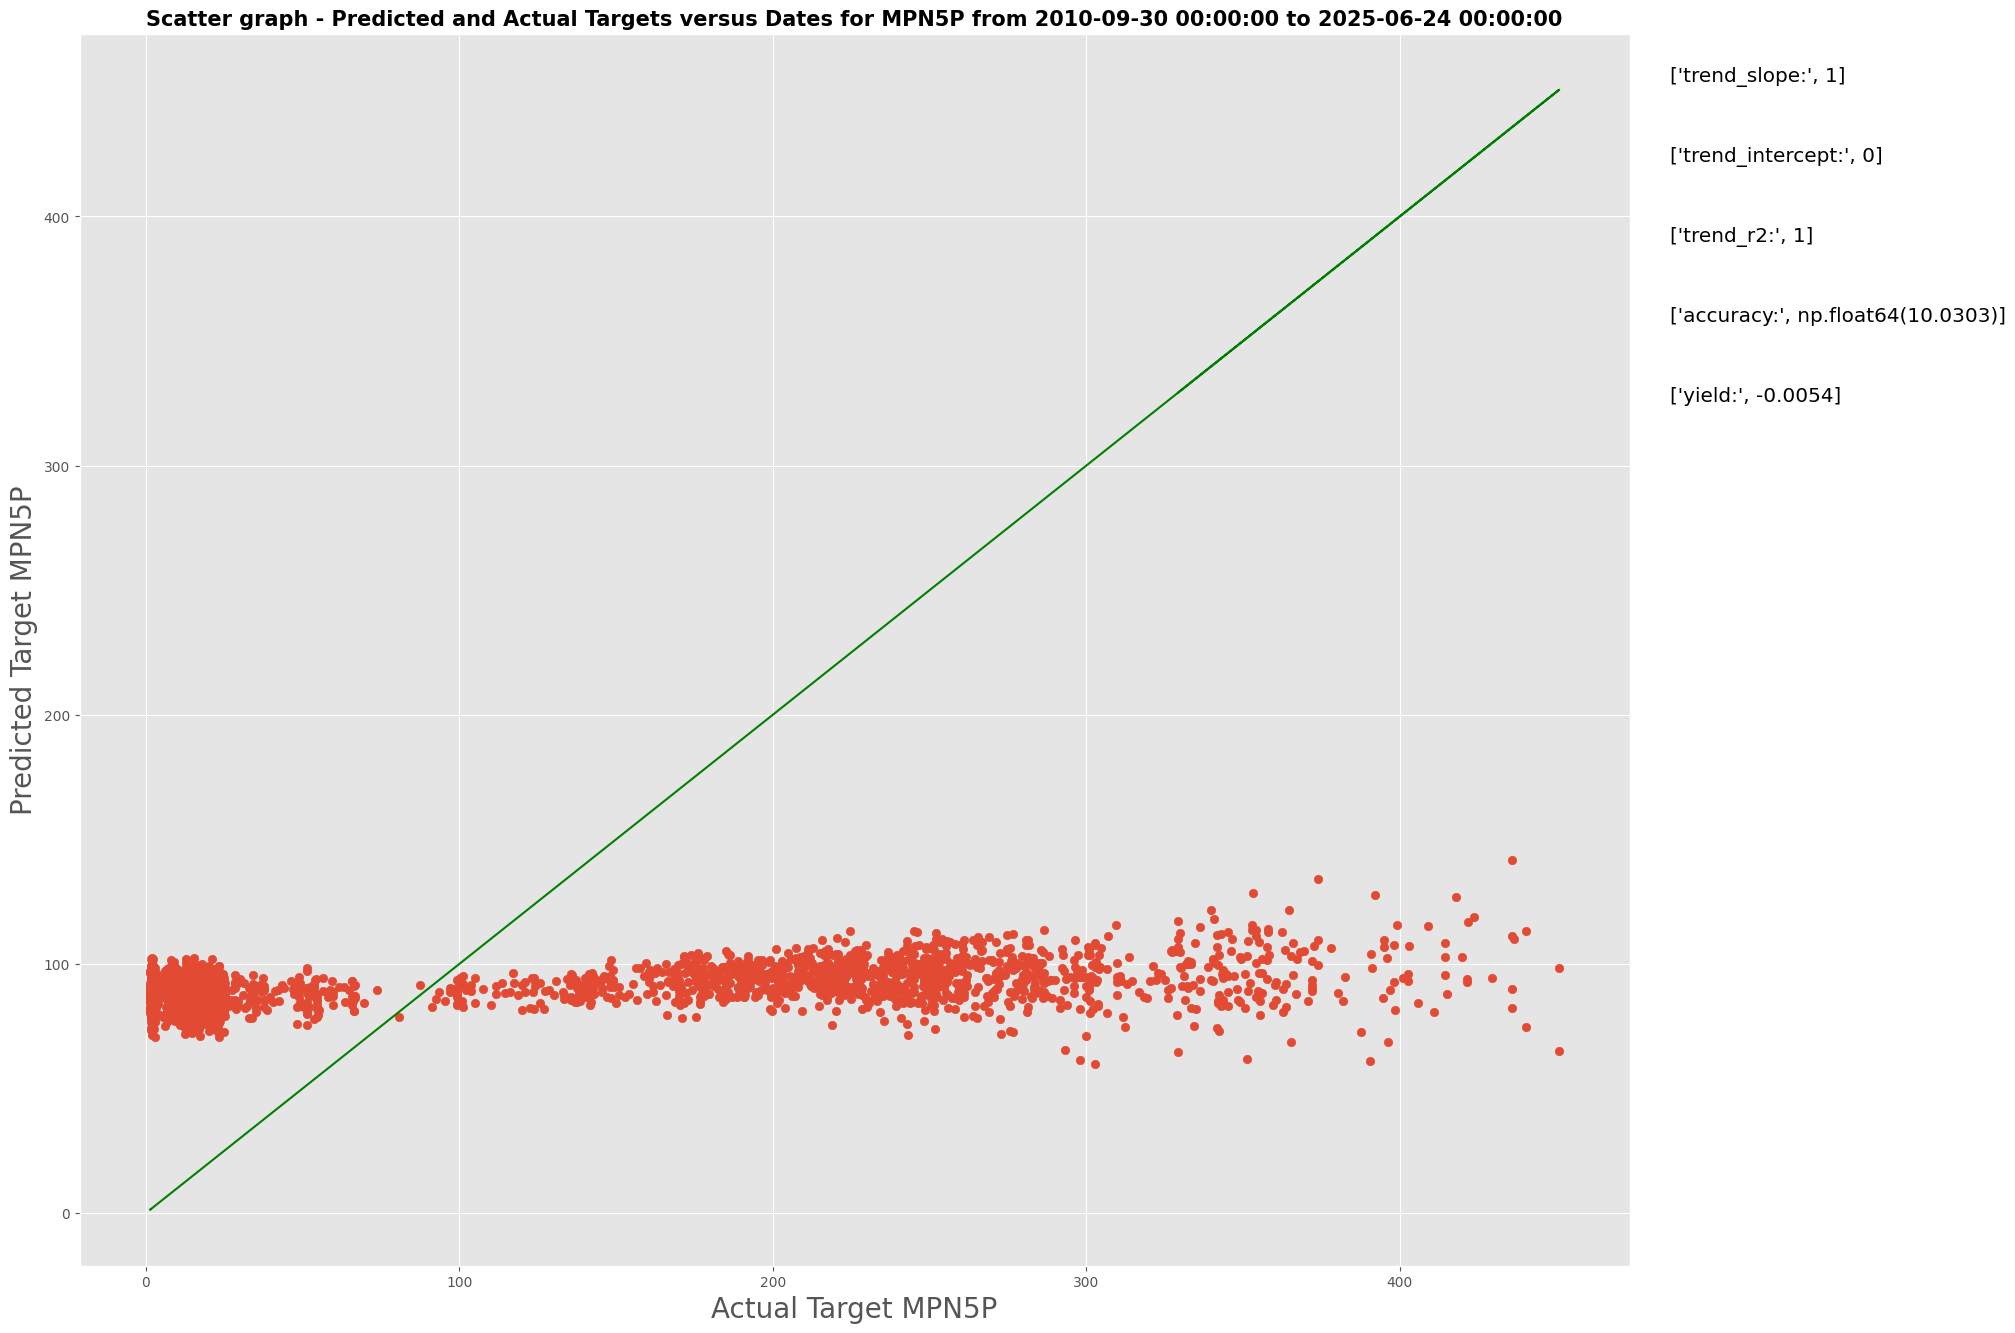 Scatter graph - Predicted and Actual Targets versus Dates for MPN5P from 2010-09-30 00:00:00 to 2025-06-24 00:00:00
['trend_slope:', 1]
['trend_intercept:', 0]
['trend_r2:', 1]
['accuracy:', np.float64(10.0303)]
['yield:', -0.0054]
Predicted Target MPN5P
400
300
200
100
0
0 100 200 300 400
Actual Target MPN5P